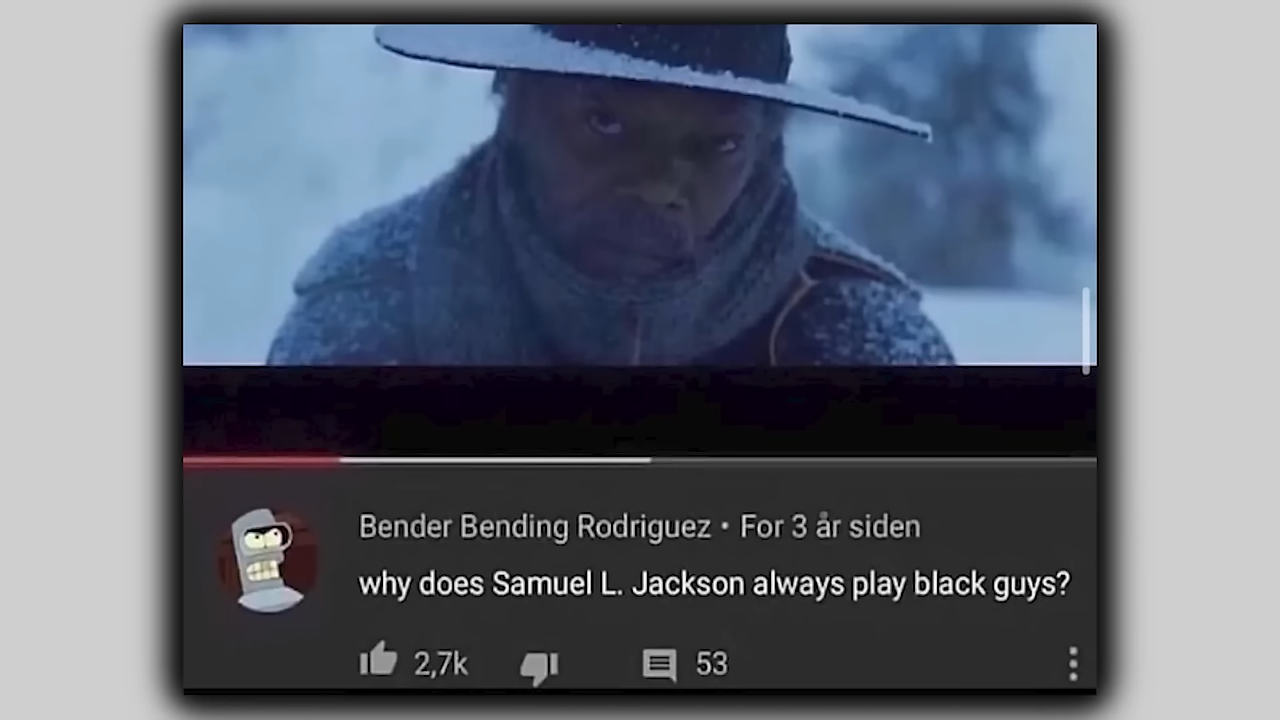 Bender Bending Rodriguez • For 3 år siden
why does Samuel L. Jackson always play black guys?
2,7k 53